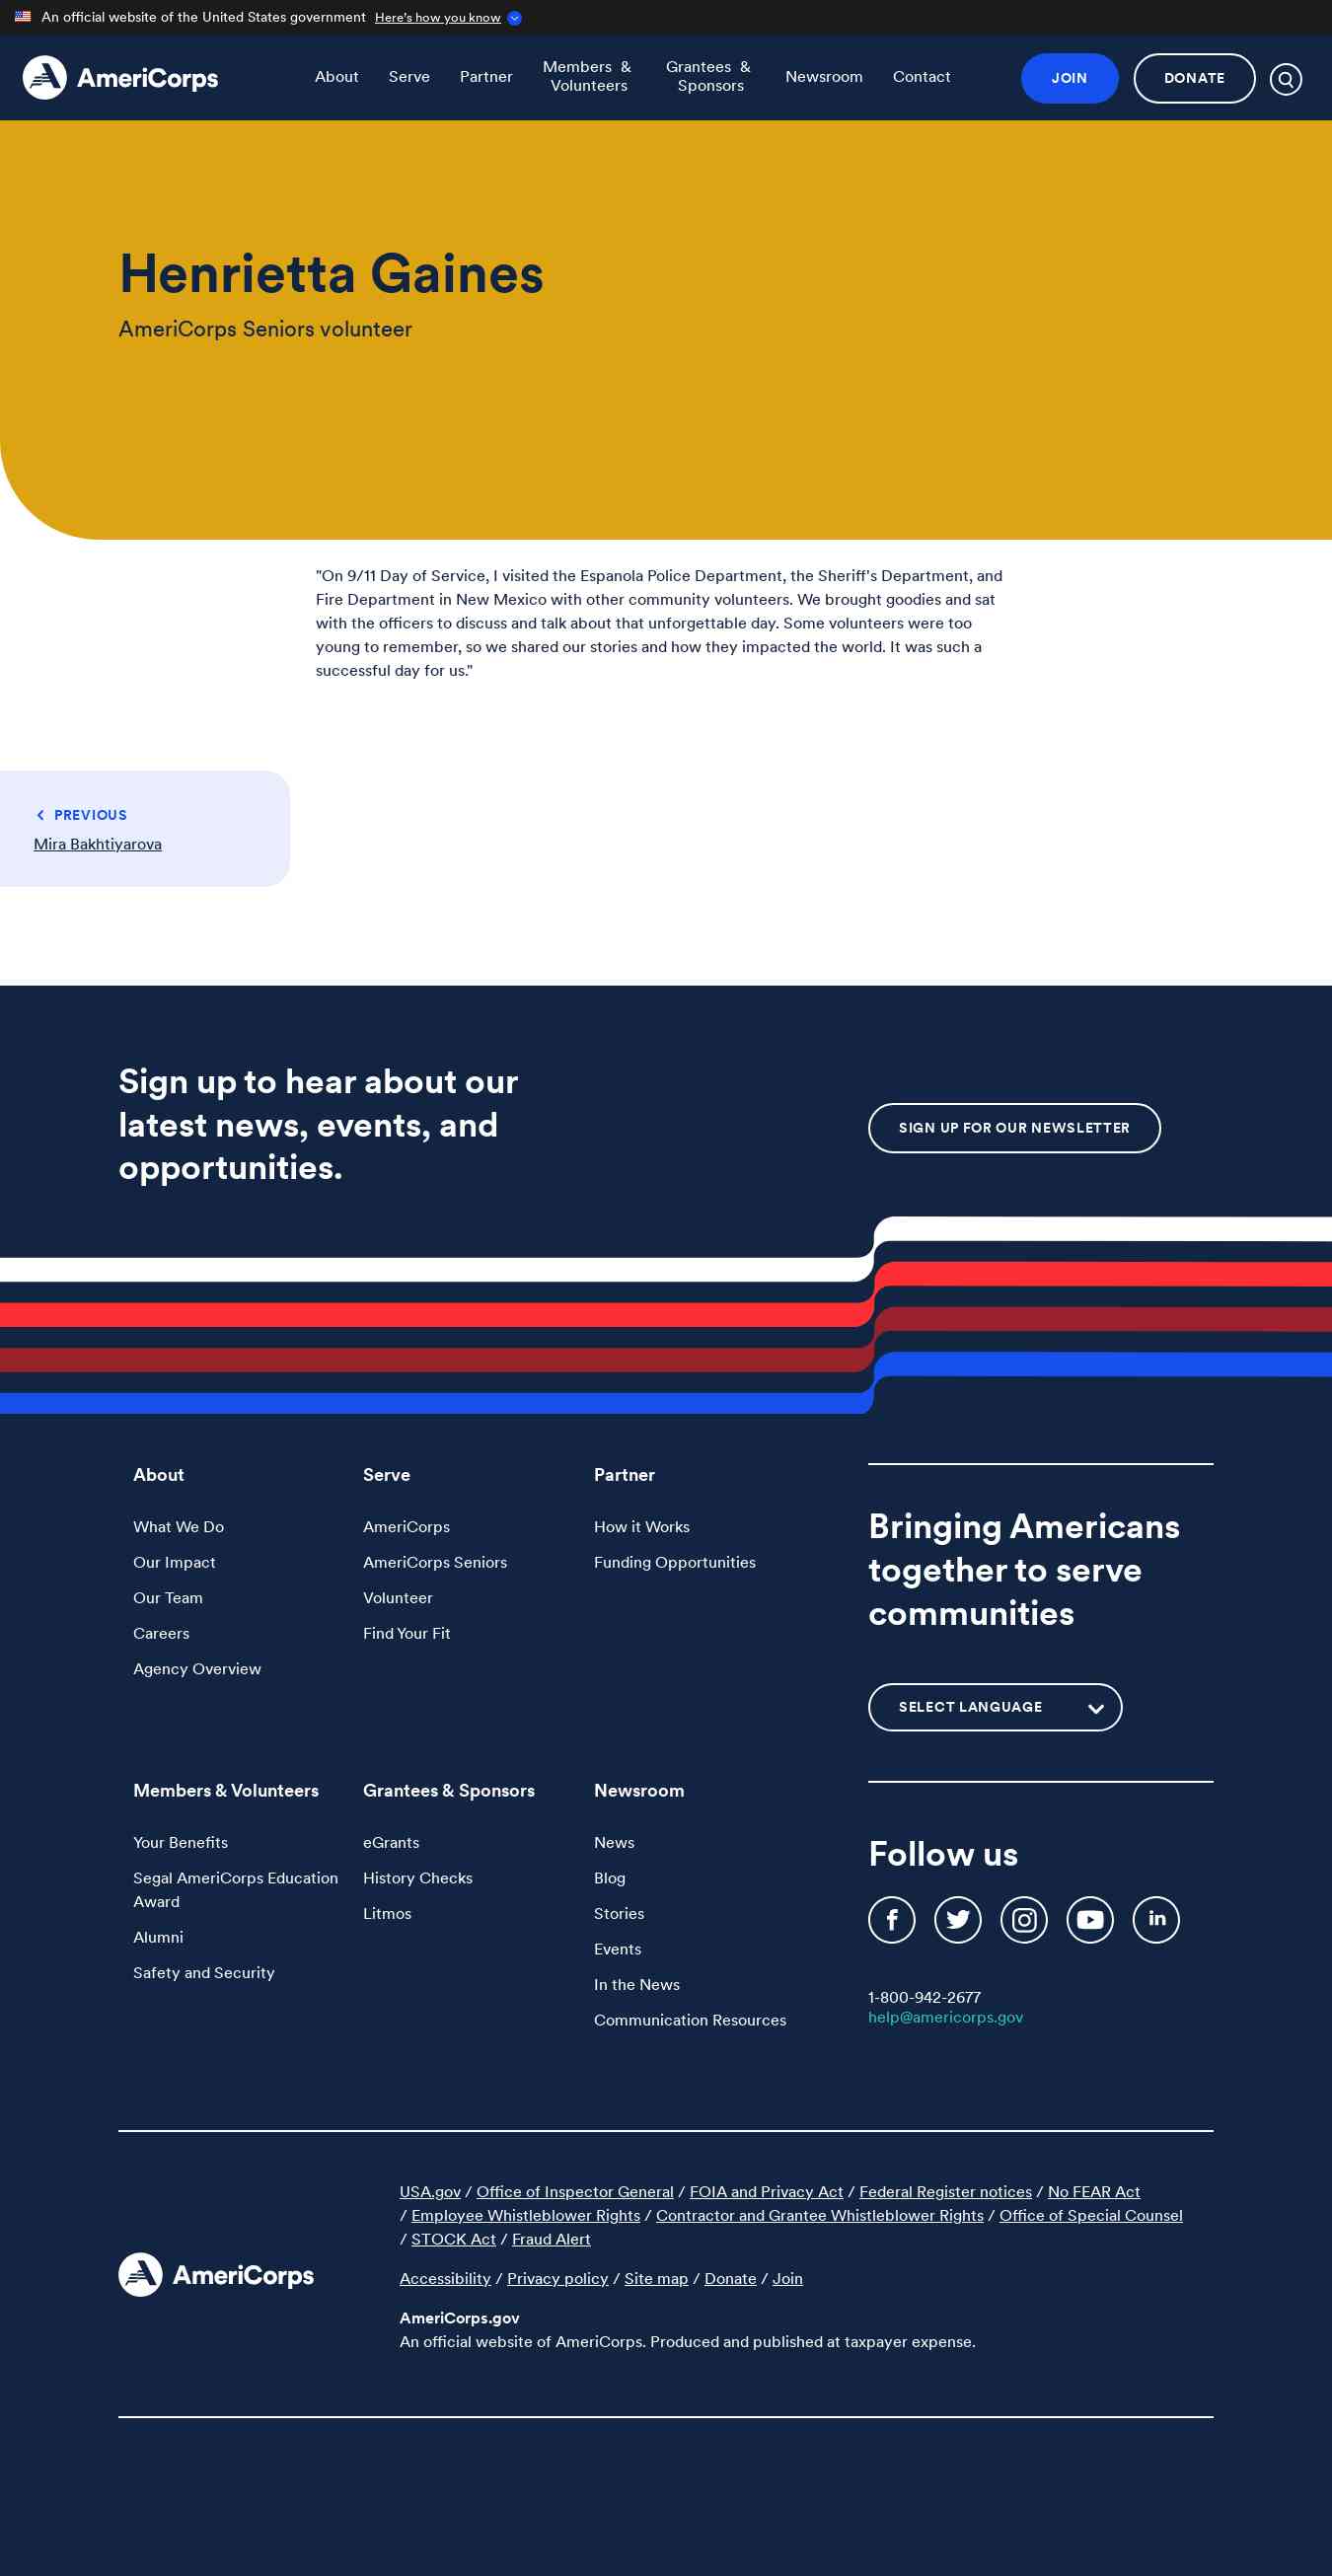 An official website of the United States government Here's how you know
AmeriCorps
About
Serve
Partner
Members &
Volunteers
Grantees &
Sponsors
Newsroom
Contact
JOIN
DONATE
Henrietta Gaines
AmeriCorps Seniors volunteer
"On 9/11 Day of Service, I visited the Espanola Police Department, the Sheriff's Department, and
Fire Department in New Mexico with other community volunteers. We brought goodies and sat
with the officers to discuss and talk about that unforgettable day. Some volunteers were too
young to remember, so we shared our stories and how they impacted the world. It was such a
successful day for us."
PREVIOUS
Mira Bakhtiyarova
Sign up to hear about our
latest news, events, and
opportunities.
SIGN UP FOR OUR NEWSLETTER
About
What We Do
Our Impact
Our Team
Careers
Agency Overview
Serve
AmeriCorps
AmeriCorps Seniors
Volunteer
Find Your Fit
Partner
How it Works
Funding Opportunities
Bringing Americans
together to serve
communities
SELECT LANGUAGE
Members & Volunteers
Your Benefits
Segal AmeriCorps Education
Award
Alumni
Safety and Security
Grantees & Sponsors
eGrants
History Checks
Litmos
Newsroom
News
Blog
Stories
Events
In the News
Communication Resources
Follow us
1-800-942-2677
help@americorps.gov
AmeriCorps
USA.gov / Office of Inspector General / FOIA and Privacy Act / Federal Register notices / No FEAR Act
/ Employee Whistleblower Rights / Contractor and Grantee Whistleblower Rights / Office of Special Counsel
/ STOCK Act / Fraud Alert
Accessibility / Privacy policy / Site map / Donate / Join
AmeriCorps.gov
An official website of AmeriCorps. Produced and published at taxpayer expense.